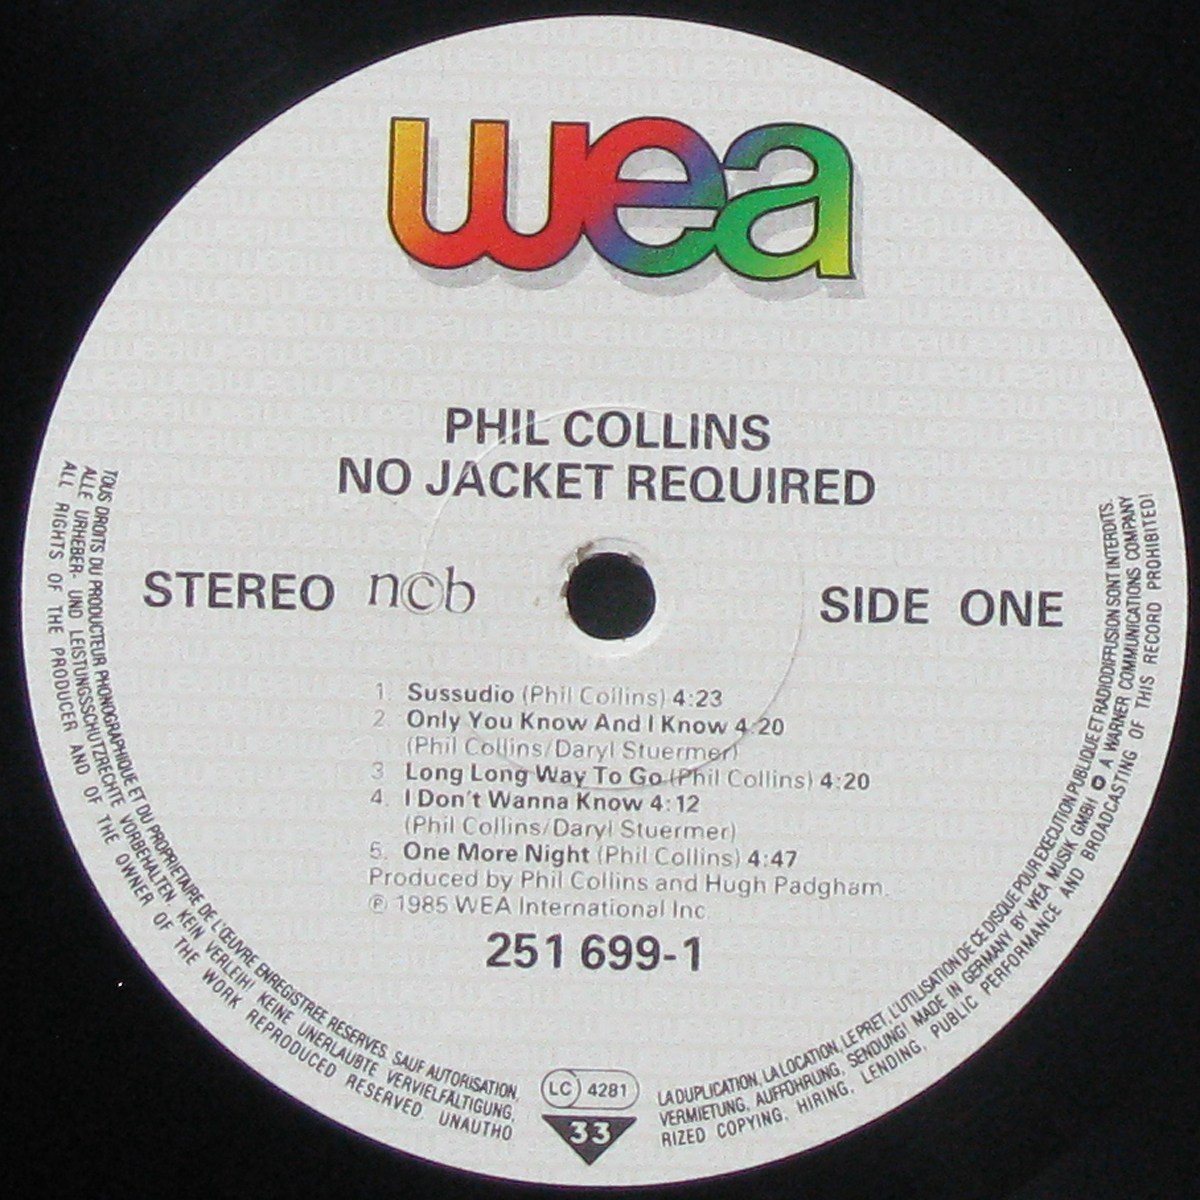 wea
PHIL COLLINS
NO JACKET REQUIRED
STEREO ncb SIDE ONE
1. Sussudio (Phil Collins) 4:23
2. Only You Know And I Know 4:20
(Phil Collins/Daryl Stuermer)
3 Long Long Way To Go (Phil Collins) 4:20
4. I Don't Wanna Know 4:12
(Phil Collins/Daryl Stuermer)
5. One More Night (Phil Collins) 4:47
Produced by Phil Collins and Hugh Padgham.
℗ 1985 WEA International Inc.
251 699-1
LC 4281
33
TOUS DROITS DU PRODUCTEUR PHONOGRAPHIQUE ET DU PROPRIETAIRE DE L'ŒUVRE ENREGISTREE RESERVES. SAUF AUTORISATION,
LA DUPLICATION, LA LOCATION, LE PRET, L'UTILISATION DE CE DISQUE POUR EXECUTION PUBLIQUE ET RADIODIFFUSION SONT INTERDITS.
ALLE URHEBER- UND LEISTUNGSSCHUTZRECHTE VORBEHALTEN. KEIN VERLEIH! KEINE UNERLAUBTE VERVIELFÄLTIGUNG,
VERMIETUNG, AUFFÜHRUNG, SENDUNG! MADE IN GERMANY BY WEA MUSIK GMBH A WARNER COMMUNICATIONS COMPANY
ALL RIGHTS OF THE PRODUCER AND OF THE OWNER OF THE WORK REPRODUCED RESERVED UNAUTHO
RIZED COPYING, HIRING, LENDING, PUBLIC PERFORMANCE AND BROADCASTING OF THIS RECORD PROHIBITED!